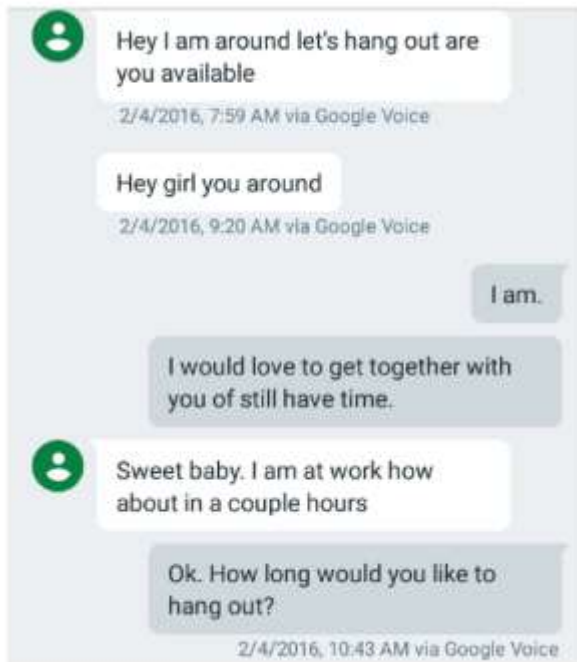 Hey I am around let's hang out are
you available
2/4/2016, 7:59 AM via Google Voice
Hey girl you around
2/4/2016, 9:20 AM via Google Voice
I am.
I would love to get together with
you of still have time.
Sweet baby. I am at work how
about in a couple hours
Ok. How long would you like to
hang out?
2/4/2016, 10:43 AM via Google Voice